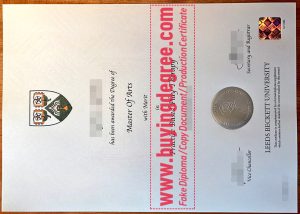 has been awarded the Degree of
Master Of Arts
with Merit
www.buyingdegree.com
Fake Diploma/Copy Document/Production Certificate
Vice Chancellor
Secretary and Registrar
LEEDS BECKETT UNIVERSITY